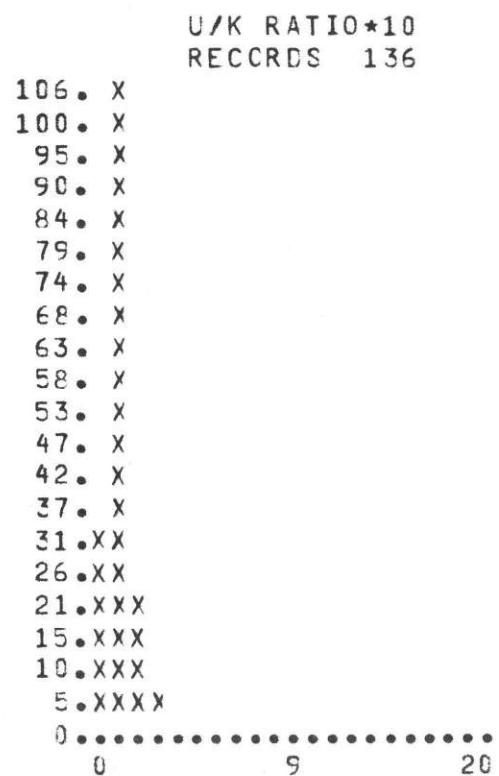 U/K RATIO*10
RECCRDS 136
106. X
100. X
95. X
90. X
84. X
79. X
74. X
68. X
63. X
58. X
53. X
47. X
42. X
37. X
31.XX
26.XX
21.XXX
15.XXX
10.XXX
5.XXXX
0......................
0 9 20